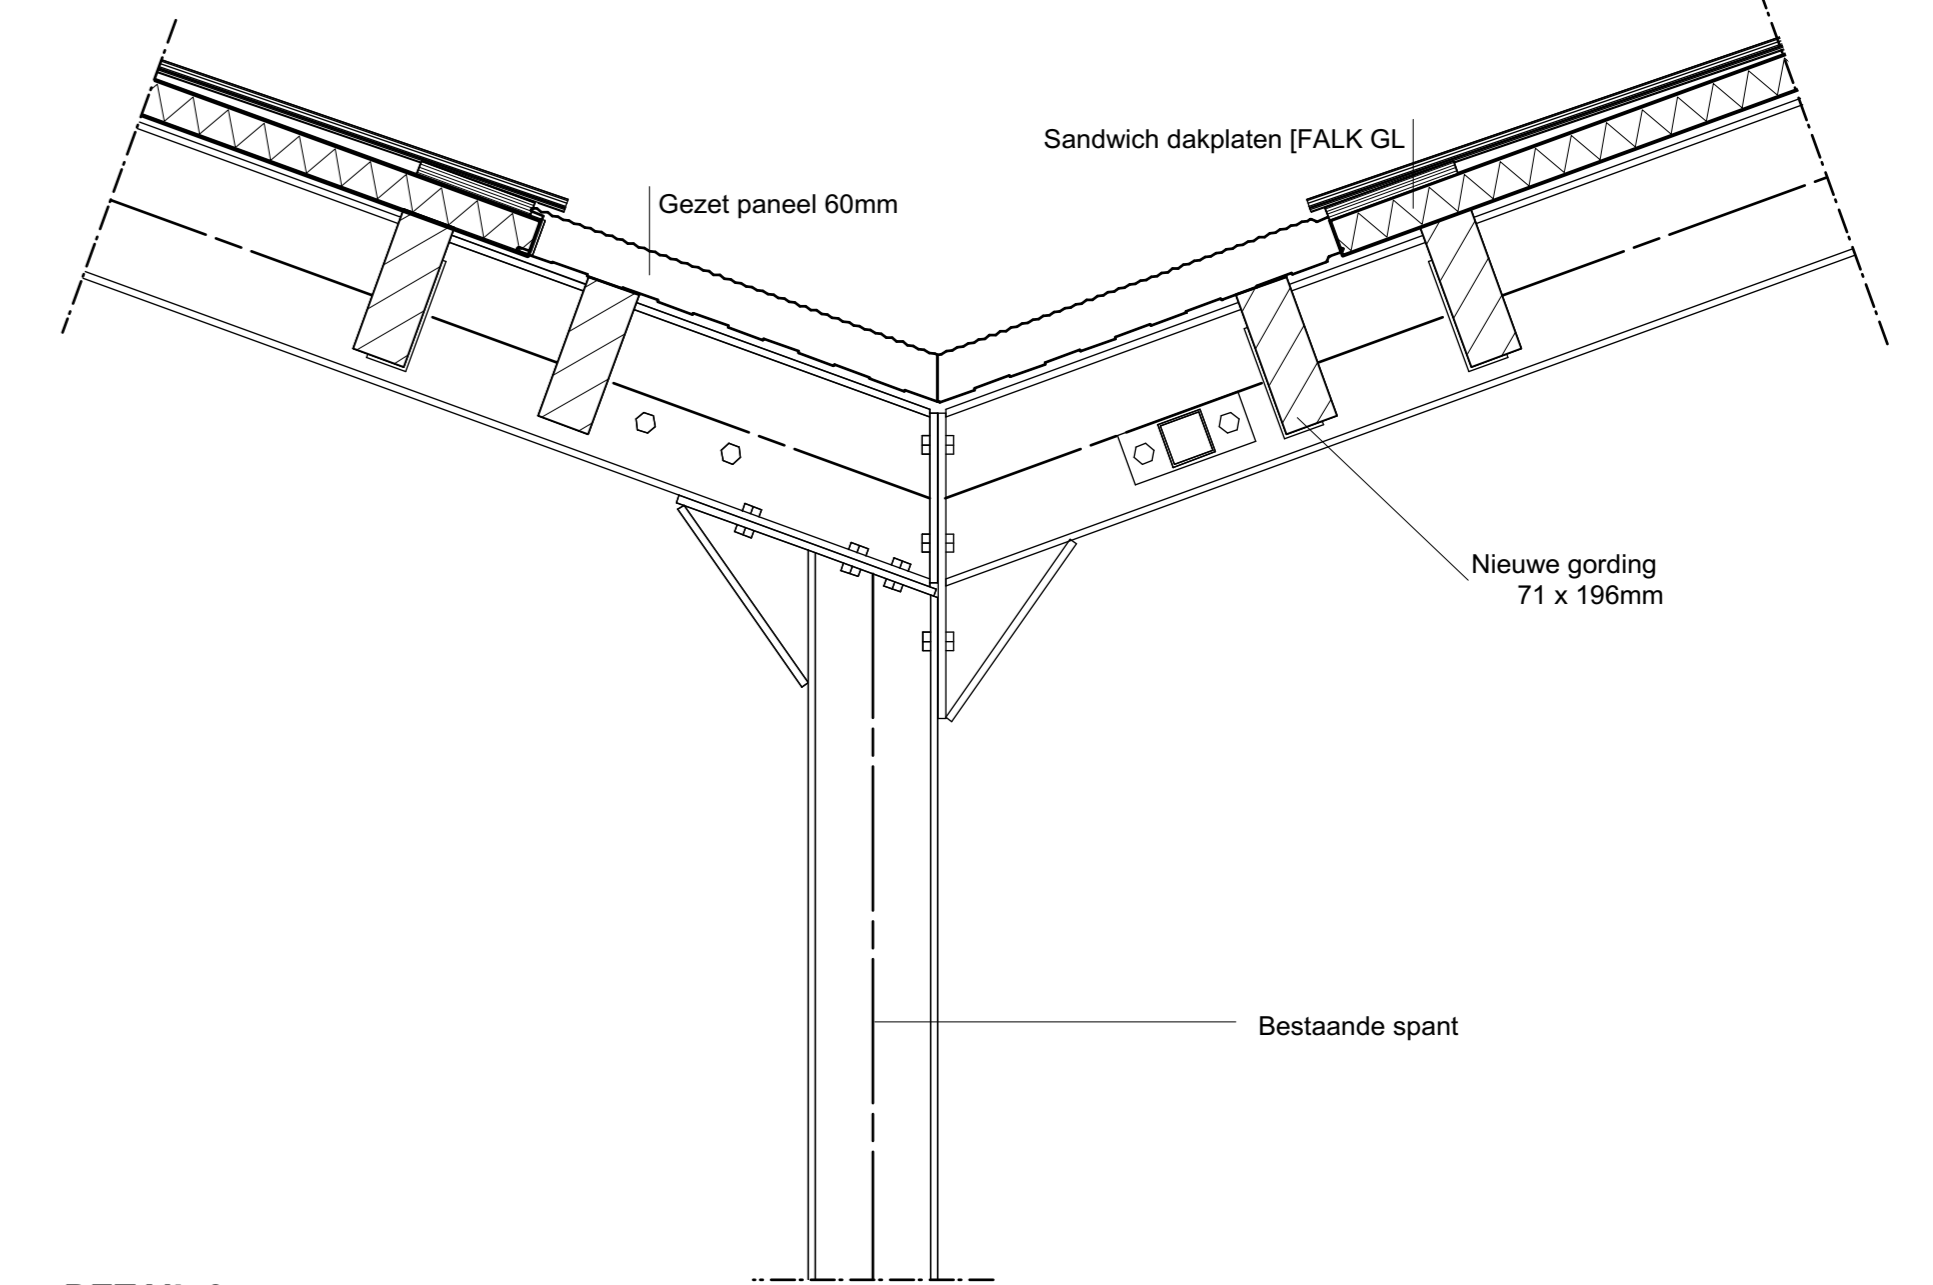 Sandwich dakplaten [FALK GL
Gezet paneel 60mm
Nieuwe gording
71 x 196mm
Bestaande spant